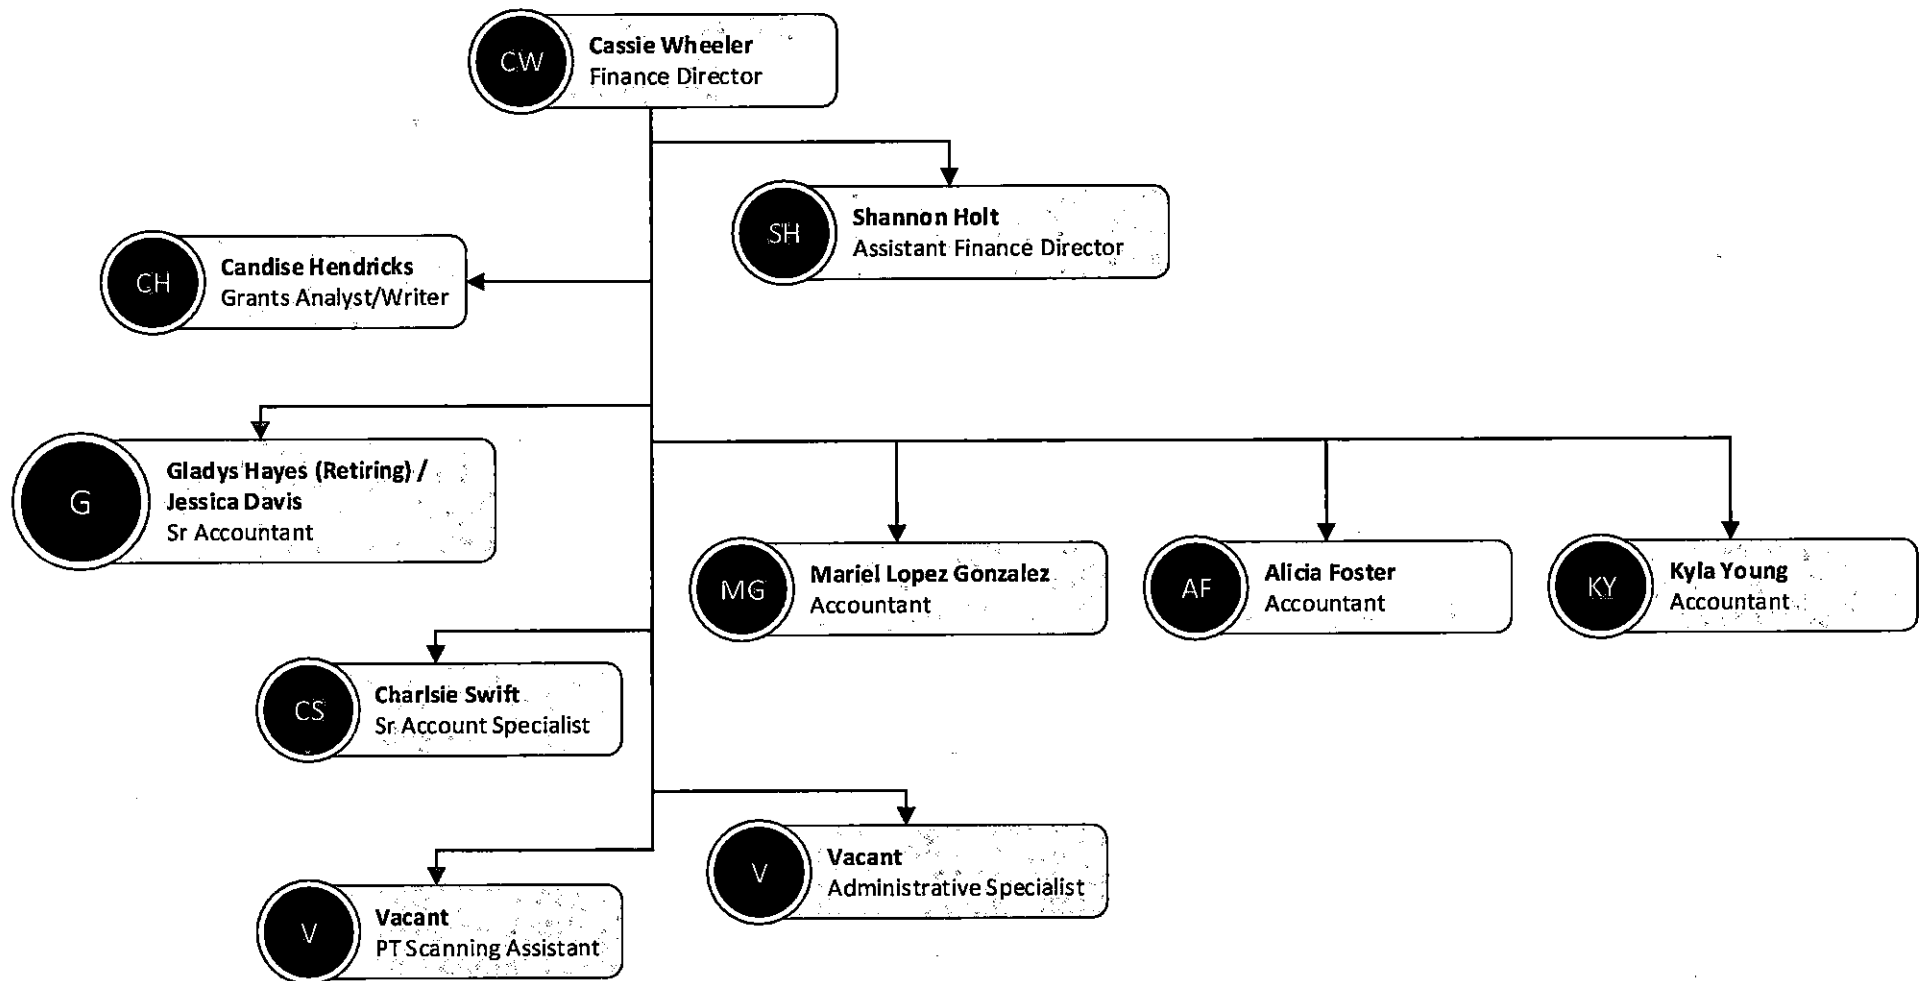 CW
Cassie Wheeler
Finance Director
SH
Shannon Holt
Assistant Finance Director
CH
Candise Hendricks
Grants Analyst/Writer
G
Gladys Hayes (Retiring) /
Jessica Davis
Sr Accountant
MG
Mariel Lopez Gonzalez
Accountant
AF
Alicia Foster
Accountant
KY
Kyla Young
Accountant
CS
Charlsie Swift
Sr Account Specialist
V
Vacant
Administrative Specialist
V
Vacant
PT Scanning Assistant